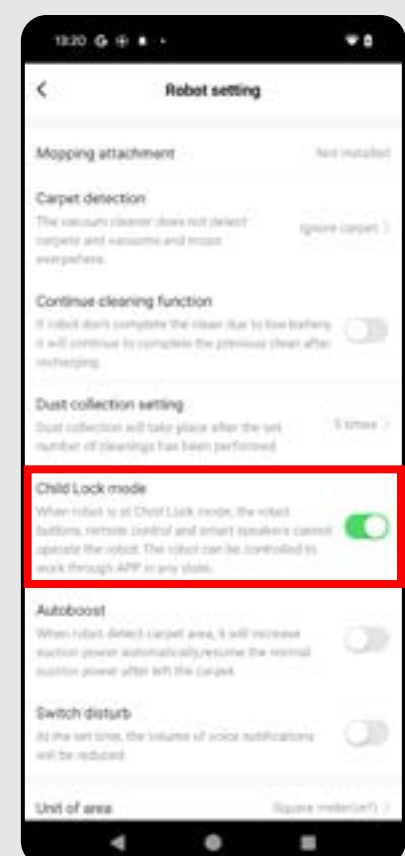 13:20 G
Robot setting
Mopping attachment Not installed
Carpet detection
The vacuum cleaner does not detect
carpets and vacuums and mops
everywhere.
Ignore carpet >
Continue cleaning function
If robot don't complete the clean due to low battery,
it will continue to complete the previous clean after
recharging.
Dust collection setting
Dust collection will take place after the set
number of cleanings has been performed
5 times >
Child Lock mode
When robot is at Child Lock mode, the robot
buttons, remote control and smart speakers cannot
operate the robot. The robot can be controlled to
work through APP in any state.
Autoboost
When robot detect carpet area, it will increase
suction power automatically,resume the normal
suction power after left the carpet.
Switch disturb
At the set time, the volume of voice notifications
will be reduced
Unit of area Square meter(㎡) >